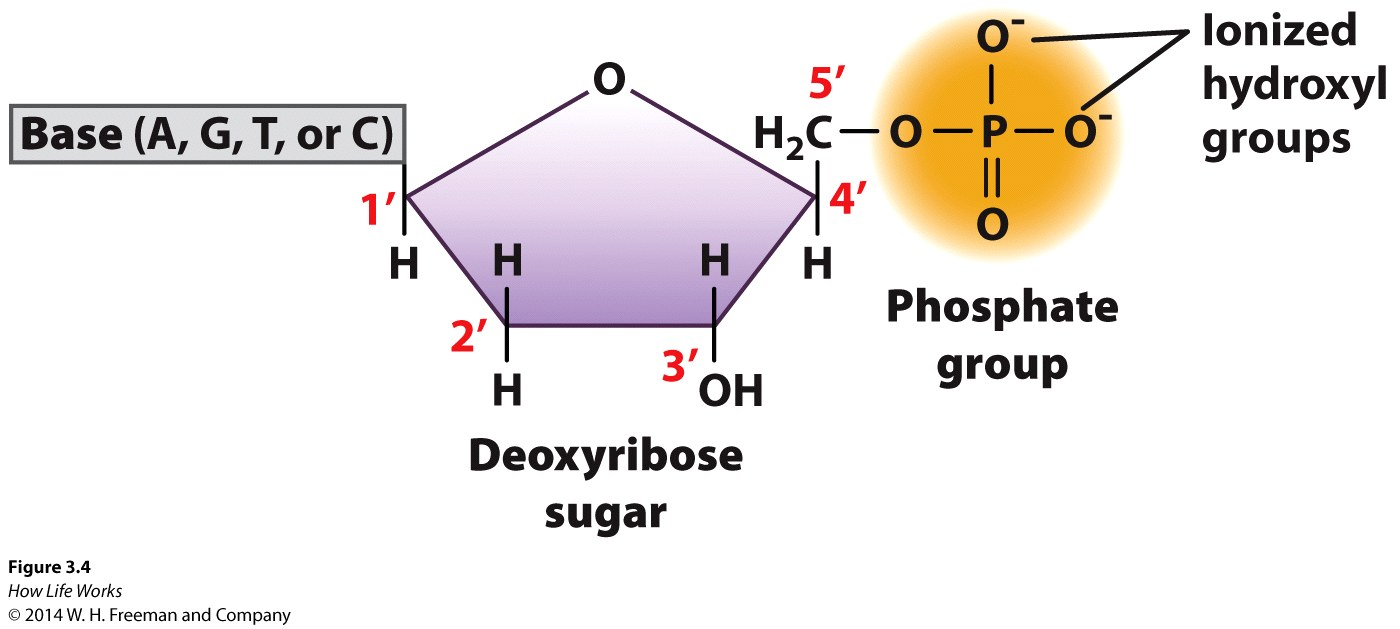 O⁻
Ionized
hydroxyl
groups
O
5′
Base (A, G, T, or C)
H₂C
O
P
O⁻
1′
4′
O
H
H
H
H
2′
3′
H
OH
Phosphate
group
Deoxyribose
sugar
Figure 3.4
How Life Works
© 2014 W. H. Freeman and Company